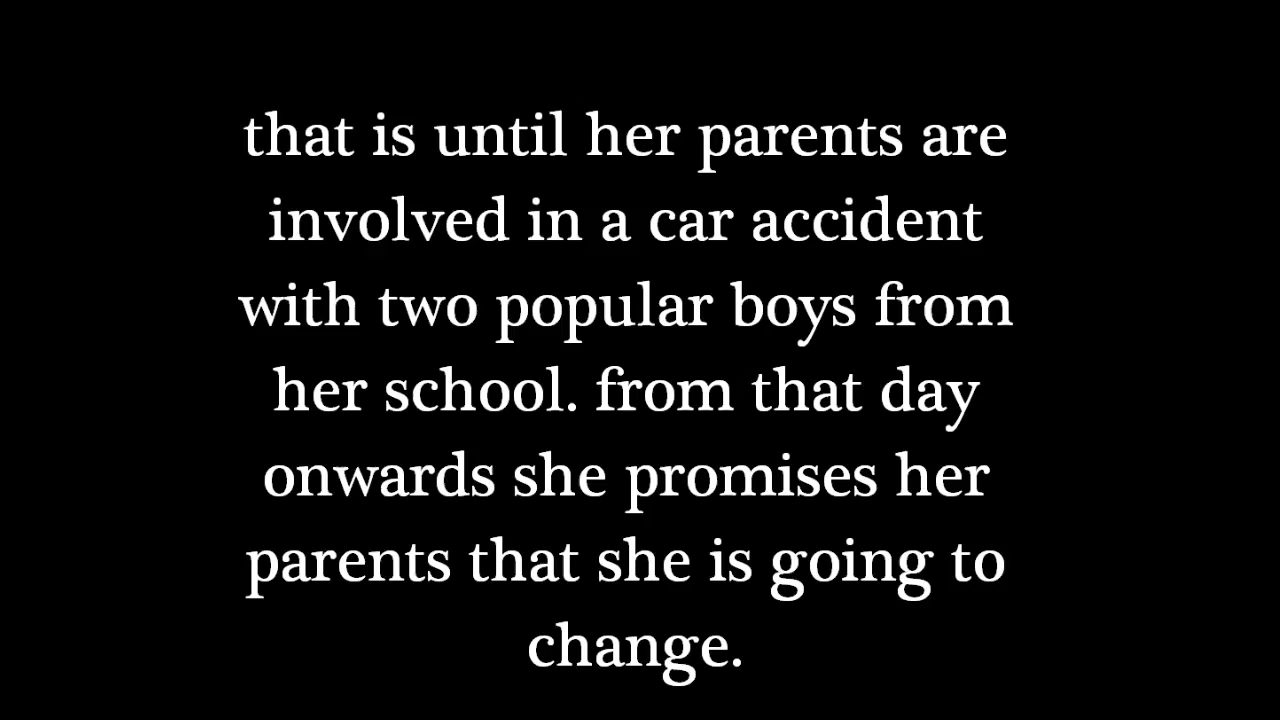 that is until her parents are
involved in a car accident
with two popular boys from
her school. from that day
onwards she promises her
parents that she is going to
change.